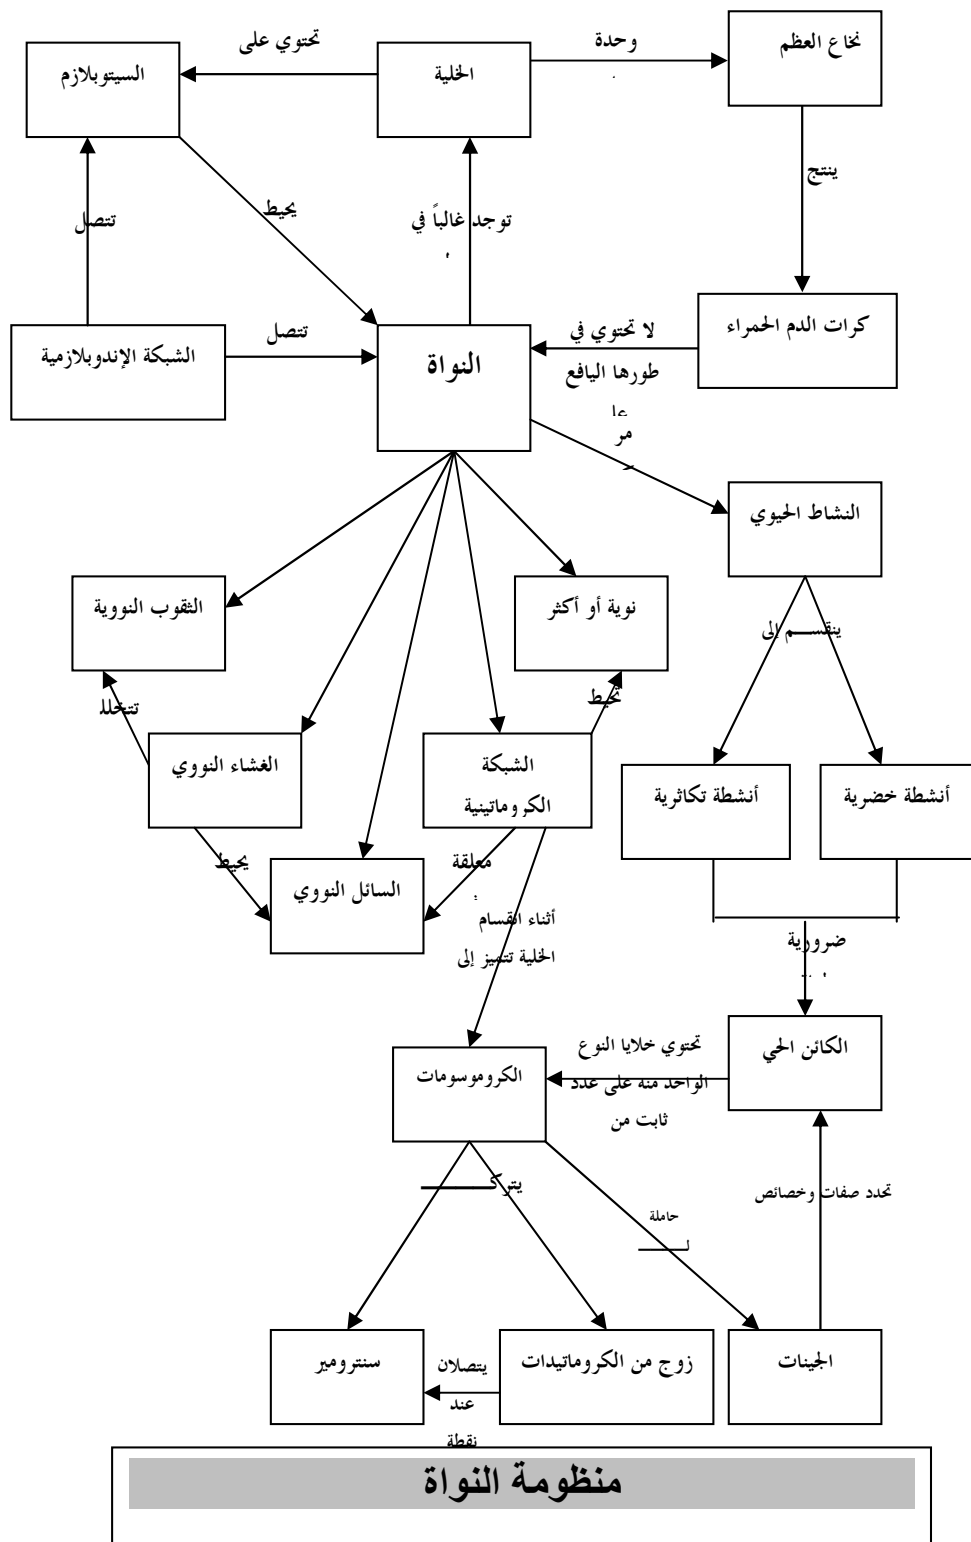 نخاع العظم
وحدة
الخلية
تحتوي على
السيتوبلازم
ينتج
توجد غالباً في
يحيط
تتصل
كرات الدم الحمراء
لا تحتوي في
طورها اليافع
النواة
تتصل
الشبكة الإندوبلازمية
النشاط الحيوي
ينقسم إلى
نوية أو أكثر
الثقوب النووية
تحيط
تتخلل
أنشطة خضرية
أنشطة تكاثرية
الشبكة
الكروماتينية
الغشاء النووي
معلقة
يحيط
السائل النووي
أثناء انقسام
الخلية تتميز إلى
ضرورية
الكائن الحي
تحتوي خلايا النوع
الواحد منه على عدد
ثابت من
الكروموسومات
تحدد صفات وخصائص
حاملة
لـ
الجينات
زوج من الكروماتيدات
يتصلان
عند
نقطة
سنترومير
منظومة النواة